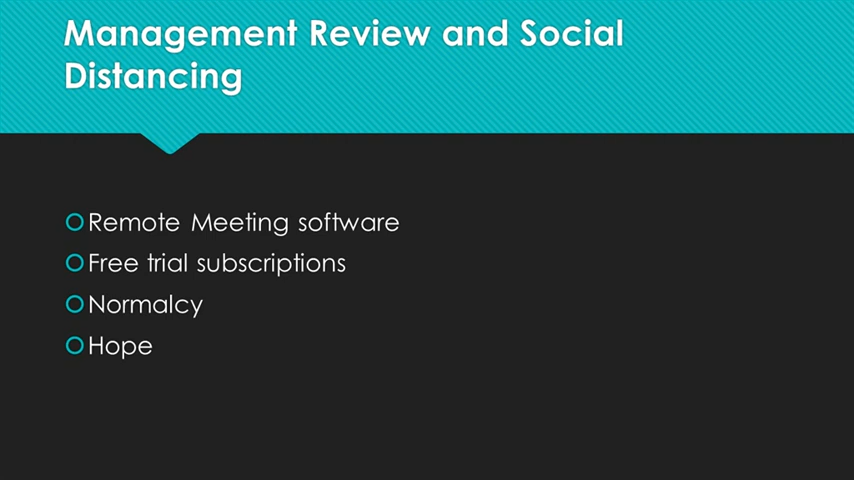 Management Review and Social
Distancing
Remote Meeting software
Free trial subscriptions
Normalcy
Hope